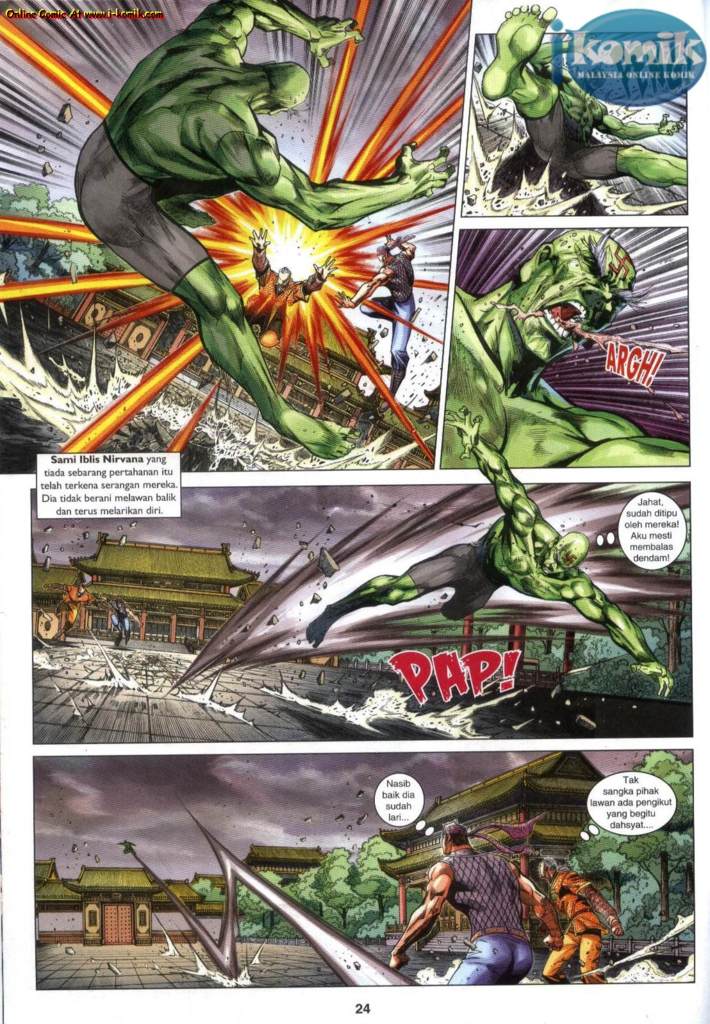 Online Comic At www.i-komik.com
i komik
MALAYSIA ONLINE KOMIK
ARGH!
Sami Iblis Nirvana yang
tiada sebarang pertahanan itu
telah terkena serangan mereka.
Dia tidak berani melawan balik
dan terus melarikan diri.
Jahat,
sudah ditipu
oleh mereka!
Aku mesti
membalas
dendam!
PAP!
Nasib
baik dia
sudah
lari...
Tak
sangka pihak
lawan ada pengikut
yang begitu
dahsyat....
24